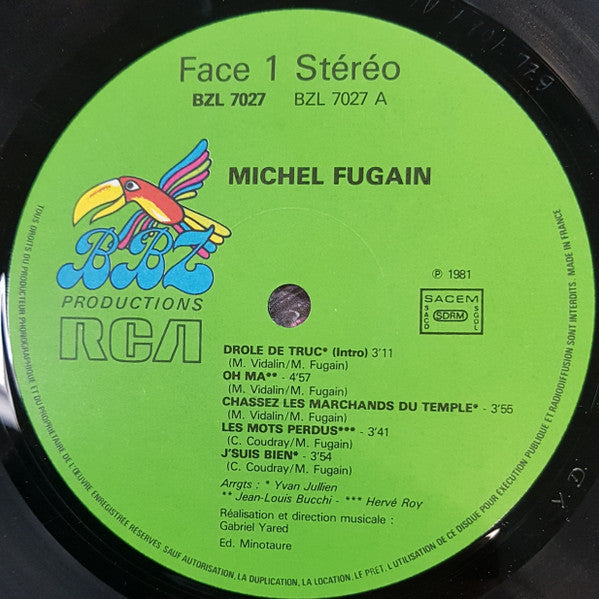 Face 1 Stéréo
BZL 7027 BZL 7027 A
MICHEL FUGAIN
BBZ
PRODUCTIONS
RCA
℗ 1981
SACEM
SACD SDRM SGDL
DROLE DE TRUC* (Intro) 3'11
(M. Vidalin/M. Fugain)
OH MA** - 4'57
(M. Vidalin/M. Fugain)
CHASSEZ LES MARCHANDS DU TEMPLE* - 3'55
(M. Vidalin/M. Fugain)
LES MOTS PERDUS*** - 3'41
(C. Coudray/M. Fugain)
J'SUIS BIEN* - 3'54
(C. Coudray/M. Fugain)
Arrgts : * Yvan Jullien
** Jean-Louis Bucchi - *** Hervé Roy
Réalisation et direction musicale :
Gabriel Yared
Ed. Minotaure
TOUS DROITS DU PRODUCTEUR PHONOGRAPHIQUE ET DU PROPRIETAIRE DE L'ŒUVRE ENREGISTREE RESERVES. SAUF AUTORISATION, LA DUPLICATION, LA LOCATION, LE PRET, L'UTILISATION DE CE DISQUE POUR EXECUTION PUBLIQUE ET RADIODIFFUSION SONT INTERDITS. MADE IN FRANCE
Y.D.